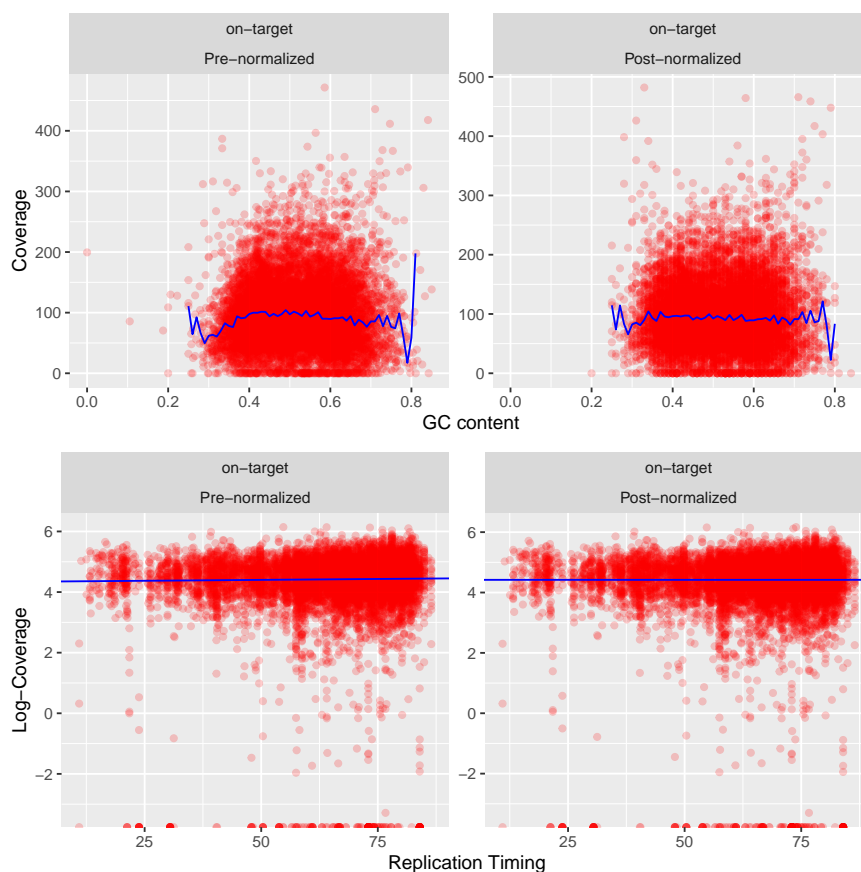 on−target
Pre−normalized
on−target
Post−normalized
Coverage
400
300
200
100
0
500
400
300
200
100
0
0.0 0.2 0.4 0.6 0.8
0.0 0.2 0.4 0.6 0.8
GC content
on−target
Pre−normalized
on−target
Post−normalized
Log−Coverage
6
4
2
0
−2
6
4
2
0
−2
25 50 75
25 50 75
Replication Timing